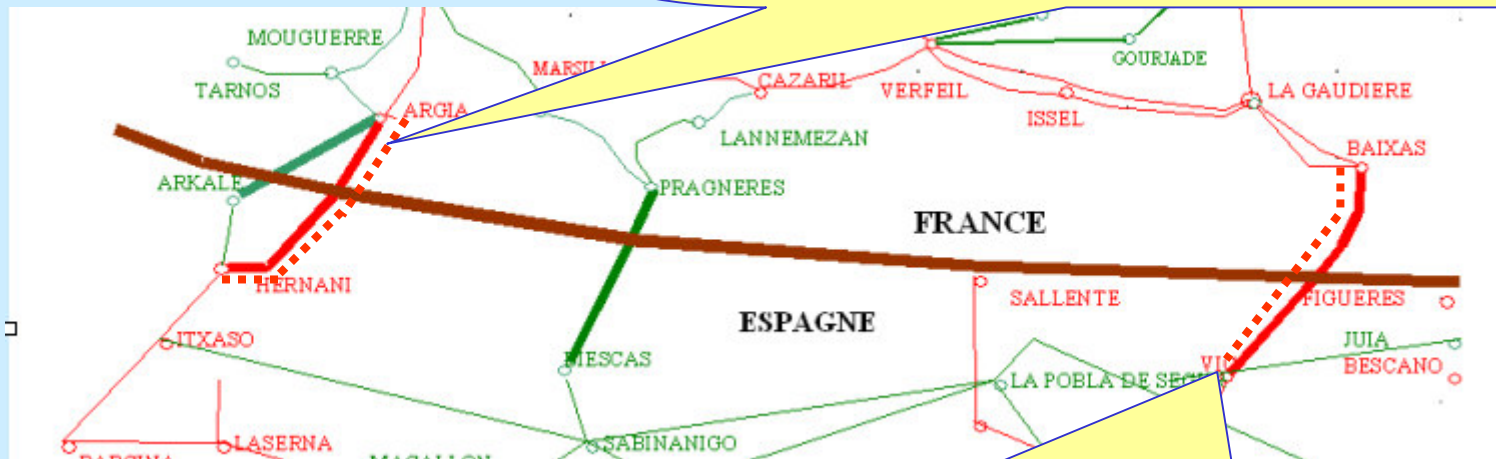 MOUGUERRE
TARNOS
ARGIA
CAZARIL
VERFEIL
GOURJADE
ISSEL
LA GAUDIERE
LANNEMEZAN
BAIXAS
ARKALE
PRAGNERES
FRANCE
HERNANI
SALLENTE
FIGUERES
ESPAGNE
ITXASO
BIESCAS
JUIA
BESCANO
LA POBLA DE
LASERNA
SABINANIGO